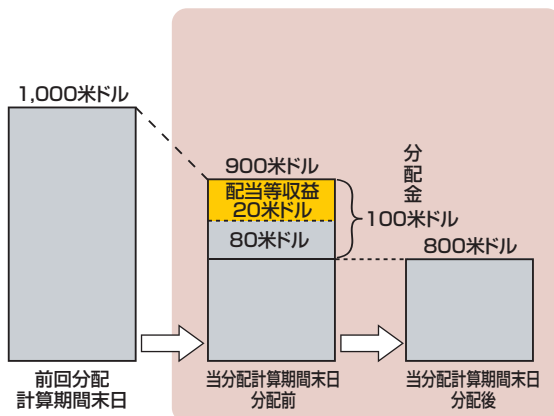 1,000米ドル
前回分配
計算期間末日
900米ドル
配当等収益
20米ドル
80米ドル
当分配計算期間末日
分配前
分配金
100米ドル
800米ドル
当分配計算期間末日
分配後